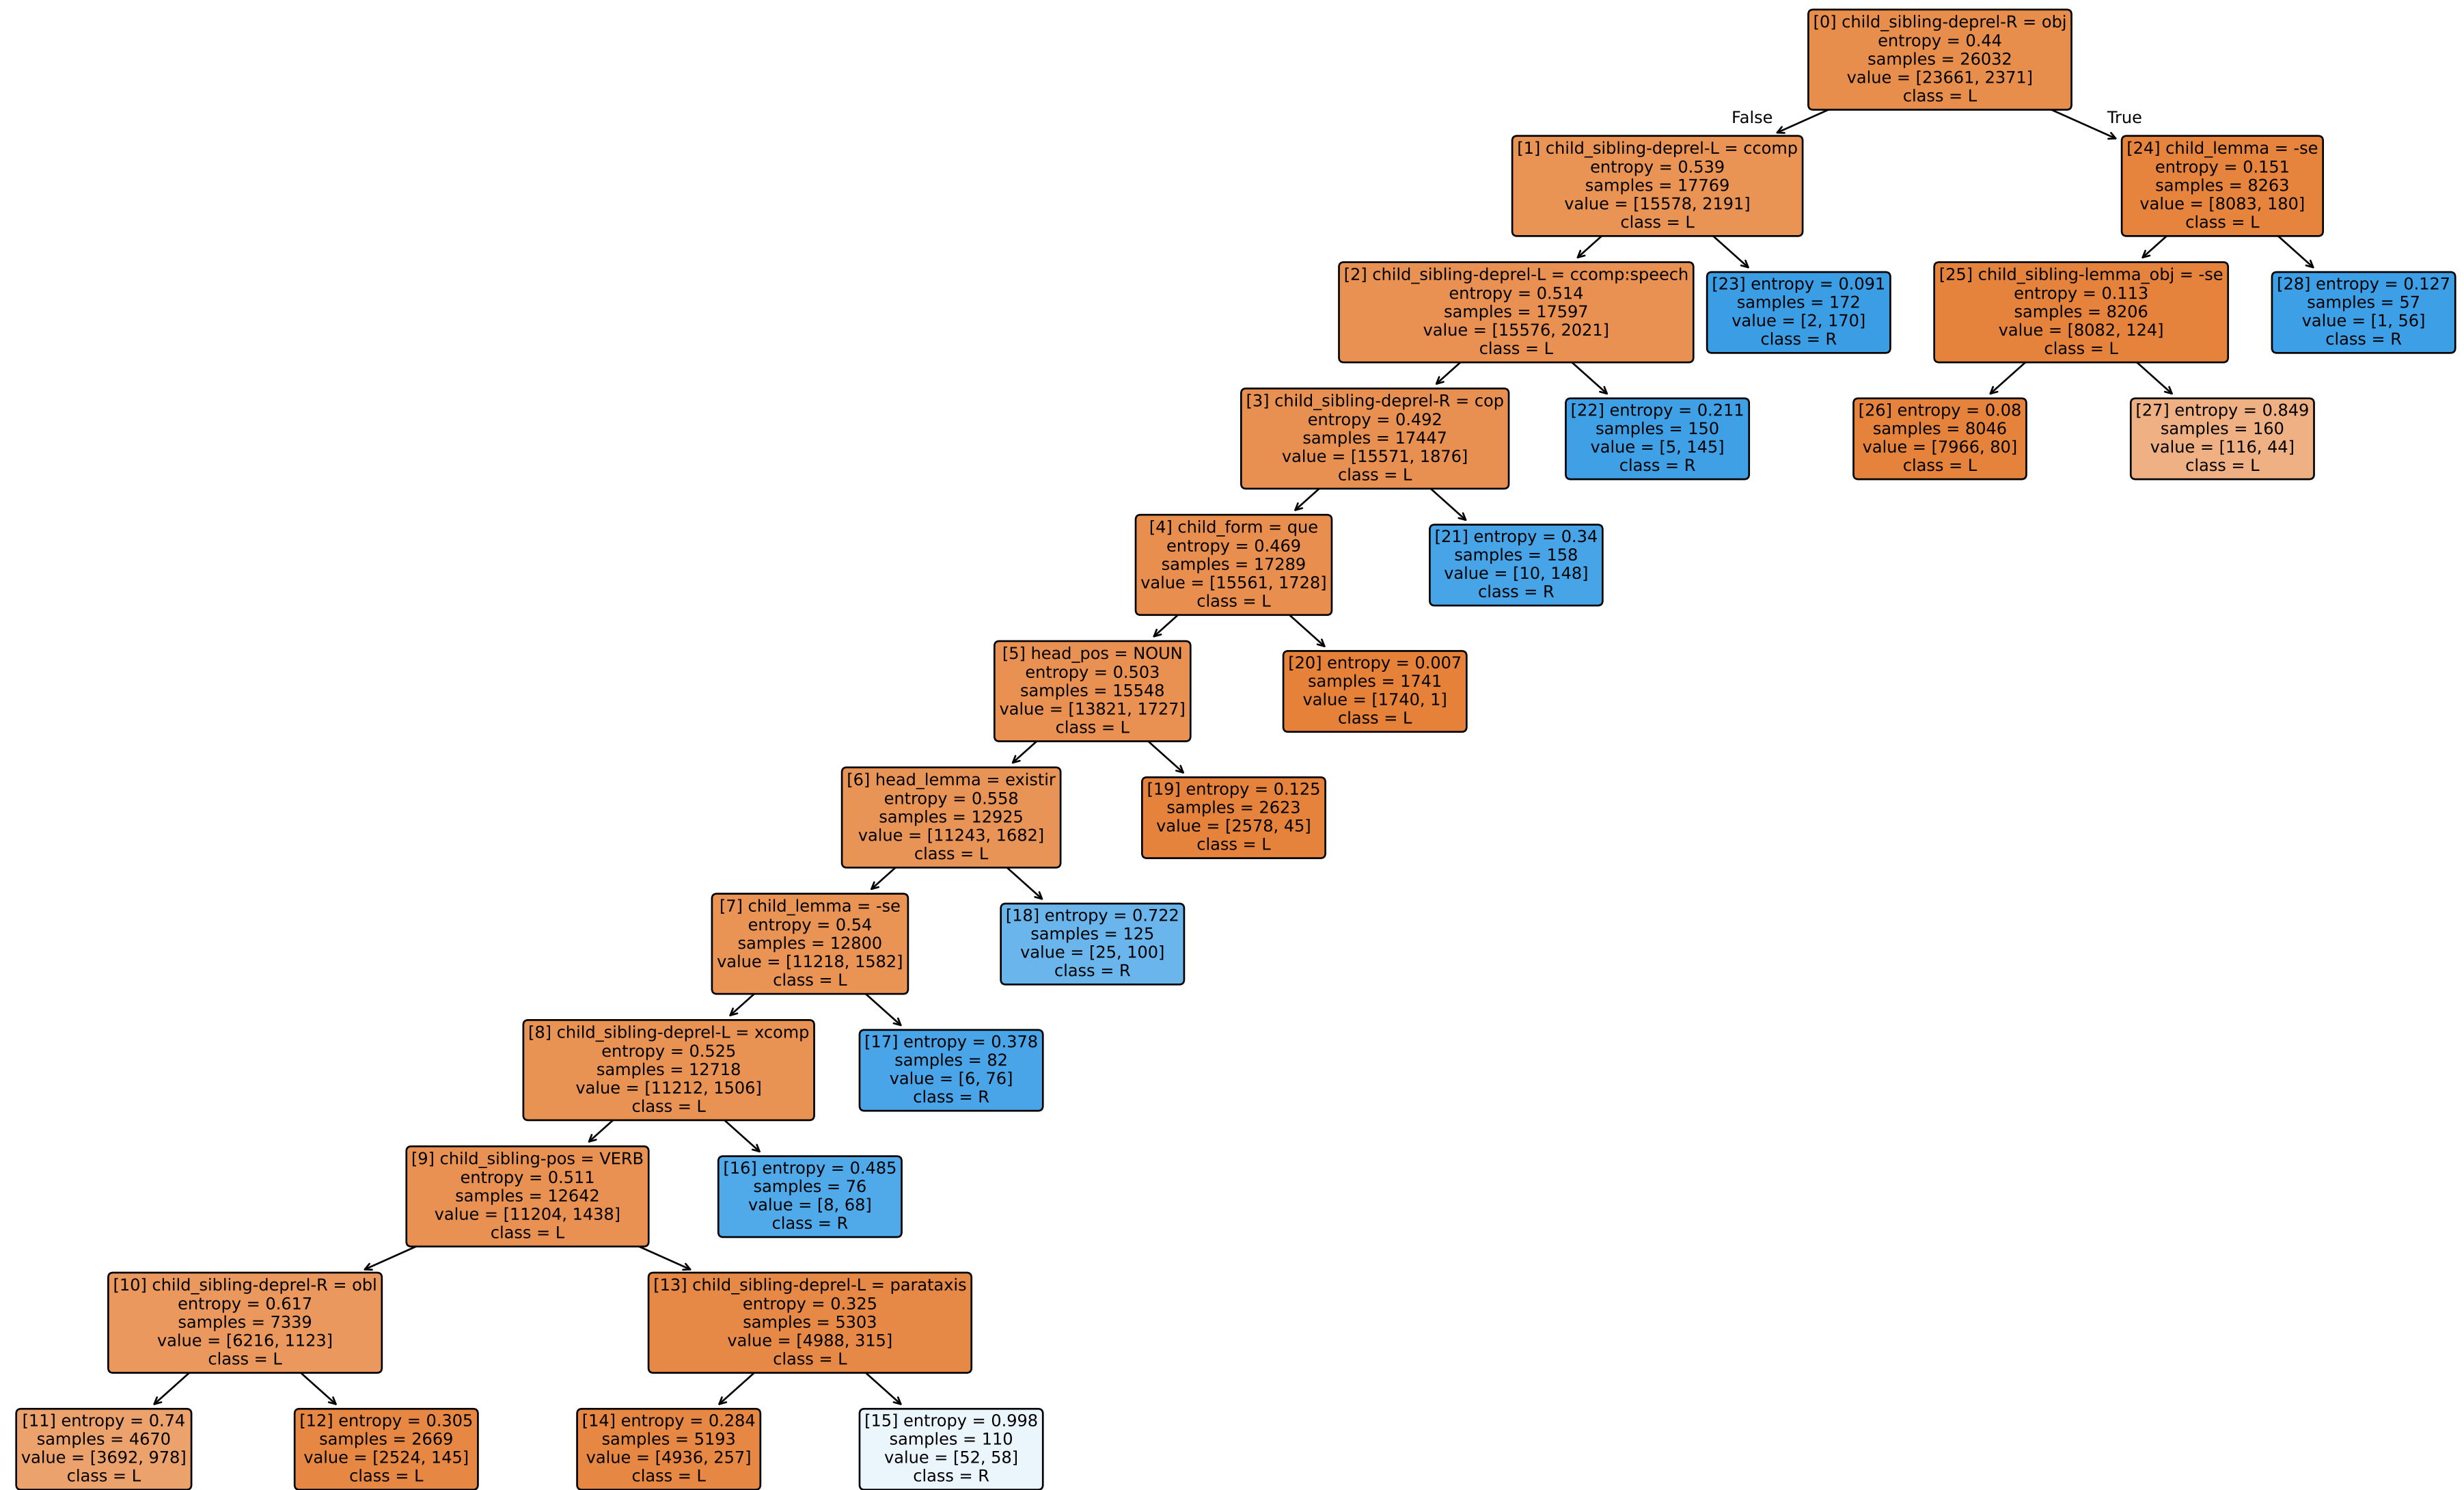 [0] child_sibling-deprel-R = obj
entropy = 0.44
samples = 26032
value = [23661, 2371]
class = L
False
True
[1] child_sibling-deprel-L = ccomp
entropy = 0.539
samples = 17769
value = [15578, 2191]
class = L
[24] child_lemma = -se
entropy = 0.151
samples = 8263
value = [8083, 180]
class = L
[2] child_sibling-deprel-L = ccomp:speech
entropy = 0.514
samples = 17597
value = [15576, 2021]
class = L
[23] entropy = 0.091
samples = 172
value = [2, 170]
class = R
[25] child_sibling-lemma_obj = -se
entropy = 0.113
samples = 8206
value = [8082, 124]
class = L
[28] entropy = 0.127
samples = 57
value = [1, 56]
class = R
[3] child_sibling-deprel-R = cop
entropy = 0.492
samples = 17447
value = [15571, 1876]
class = L
[22] entropy = 0.211
samples = 150
value = [5, 145]
class = R
[26] entropy = 0.08
samples = 8046
value = [7966, 80]
class = L
[27] entropy = 0.849
samples = 160
value = [116, 44]
class = L
[4] child_form = que
entropy = 0.469
samples = 17289
value = [15561, 1728]
class = L
[21] entropy = 0.34
samples = 158
value = [10, 148]
class = R
[5] head_pos = NOUN
entropy = 0.503
samples = 15548
value = [13821, 1727]
class = L
[20] entropy = 0.007
samples = 1741
value = [1740, 1]
class = L
[6] head_lemma = existir
entropy = 0.558
samples = 12925
value = [11243, 1682]
class = L
[19] entropy = 0.125
samples = 2623
value = [2578, 45]
class = L
[7] child_lemma = -se
entropy = 0.54
samples = 12800
value = [11218, 1582]
class = L
[18] entropy = 0.722
samples = 125
value = [25, 100]
class = R
[8] child_sibling-deprel-L = xcomp
entropy = 0.525
samples = 12718
value = [11212, 1506]
class = L
[17] entropy = 0.378
samples = 82
value = [6, 76]
class = R
[9] child_sibling-pos = VERB
entropy = 0.511
samples = 12642
value = [11204, 1438]
class = L
[16] entropy = 0.485
samples = 76
value = [8, 68]
class = R
[10] child_sibling-deprel-R = obl
entropy = 0.617
samples = 7339
value = [6216, 1123]
class = L
[13] child_sibling-deprel-L = parataxis
entropy = 0.325
samples = 5303
value = [4988, 315]
class = L
[11] entropy = 0.74
samples = 4670
value = [3692, 978]
class = L
[12] entropy = 0.305
samples = 2669
value = [2524, 145]
class = L
[14] entropy = 0.284
samples = 5193
value = [4936, 257]
class = L
[15] entropy = 0.998
samples = 110
value = [52, 58]
class = R